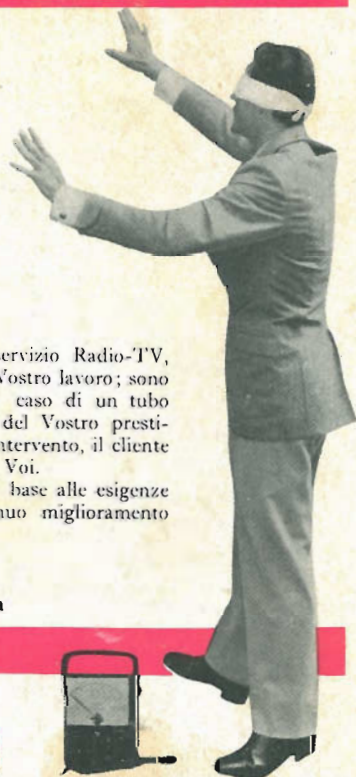 ervizio Radio-TV,
Vostro lavoro; sono
caso di un tubo
del Vostro presti-
ntervento, il cliente
Voi.
base alle esigenze
nuo miglioramento